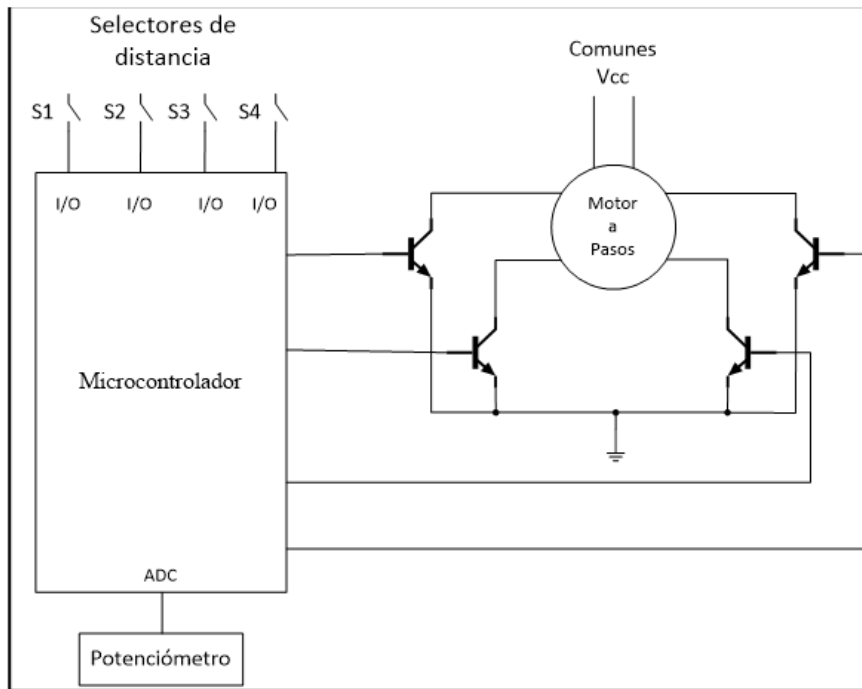 Selectores de
distancia
Comunes
Vcc
S1 S2 S3 S4
I/O I/O I/O I/O
Motor
a
Pasos
Microcontrolador
ADC
Potenciómetro